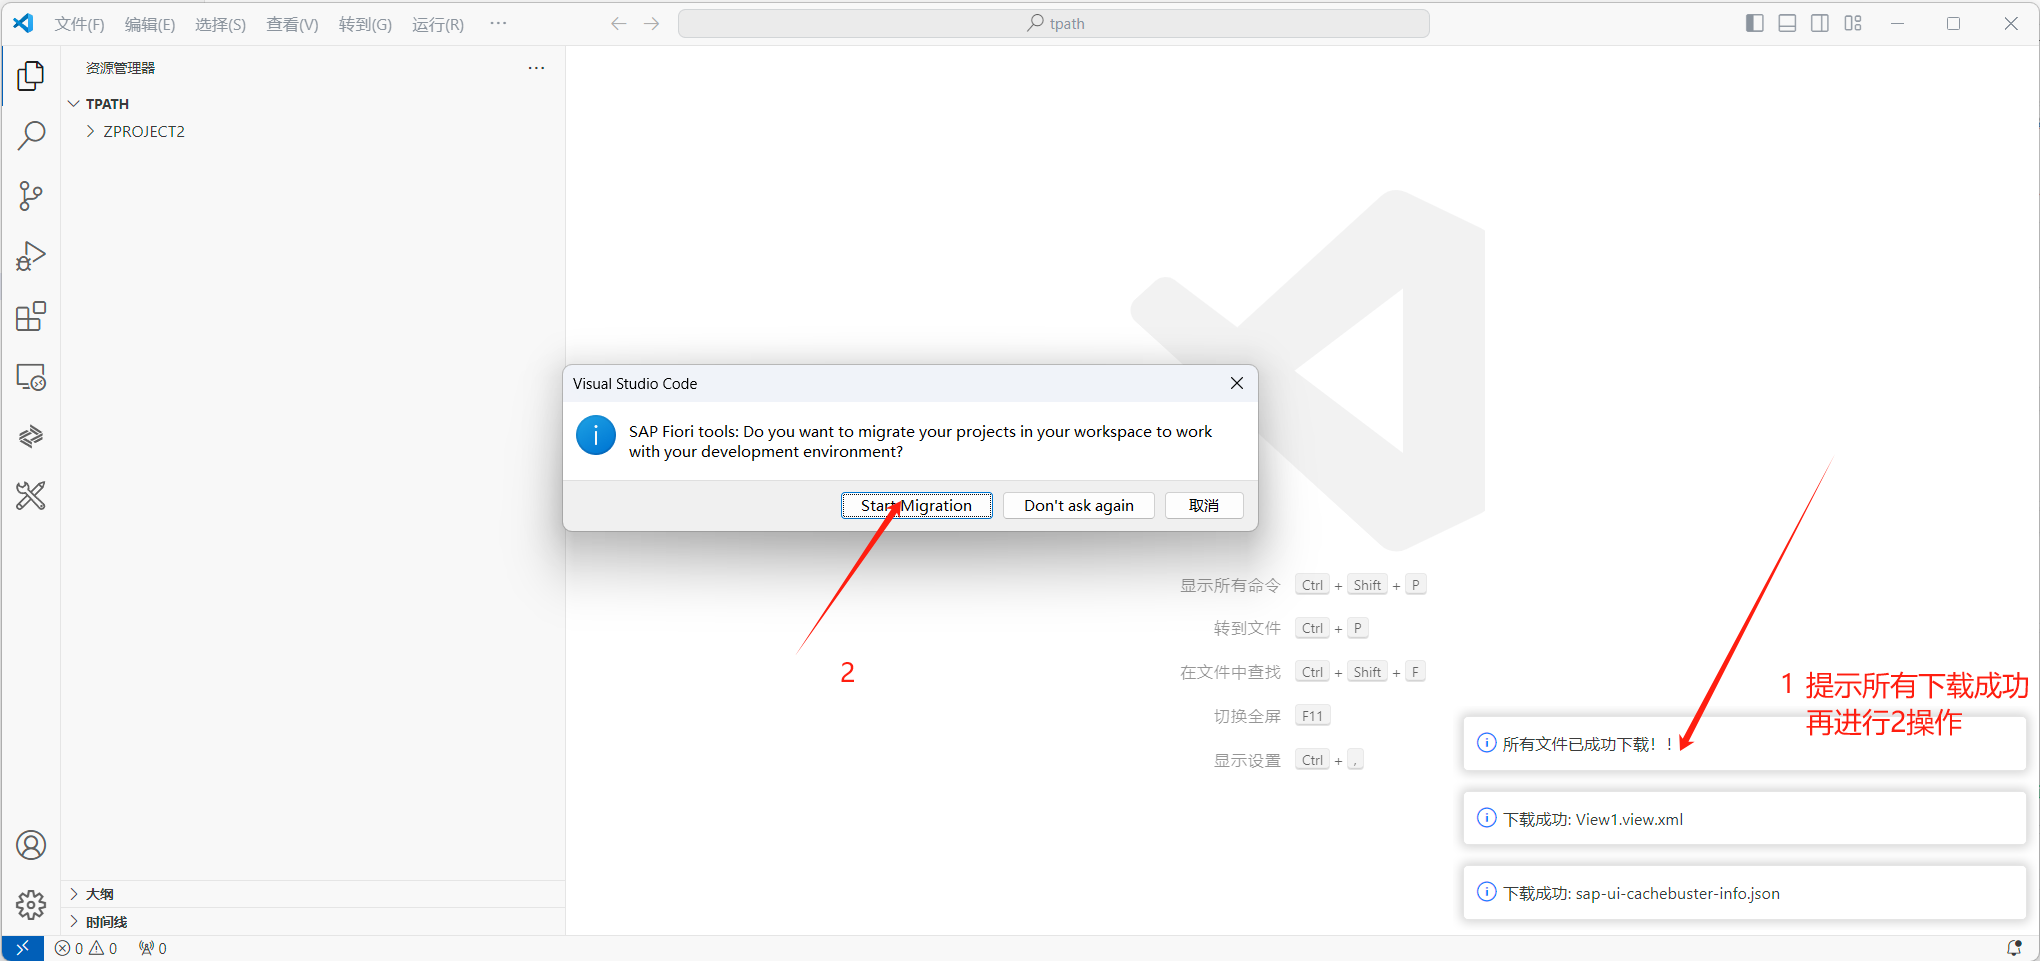 文件(F) 编辑(E) 选择(S) 查看(V) 转到(G) 运行(R) ···
tpath
资源管理器
TPATH
ZPROJECT2
Visual Studio Code
SAP Fiori tools: Do you want to migrate your projects in your workspace to work
with your development environment?
Start Migration Don't ask again 取消
2
显示所有命令 Ctrl + Shift + P
转到文件 Ctrl + P
在文件中查找 Ctrl + Shift + F
切换全屏 F11
显示设置 Ctrl + ,
1 提示所有下载成功
再进行2操作
所有文件已成功下载！！
下载成功: View1.view.xml
下载成功: sap-ui-cachebuster-info.json
大纲
时间线
0 0 0